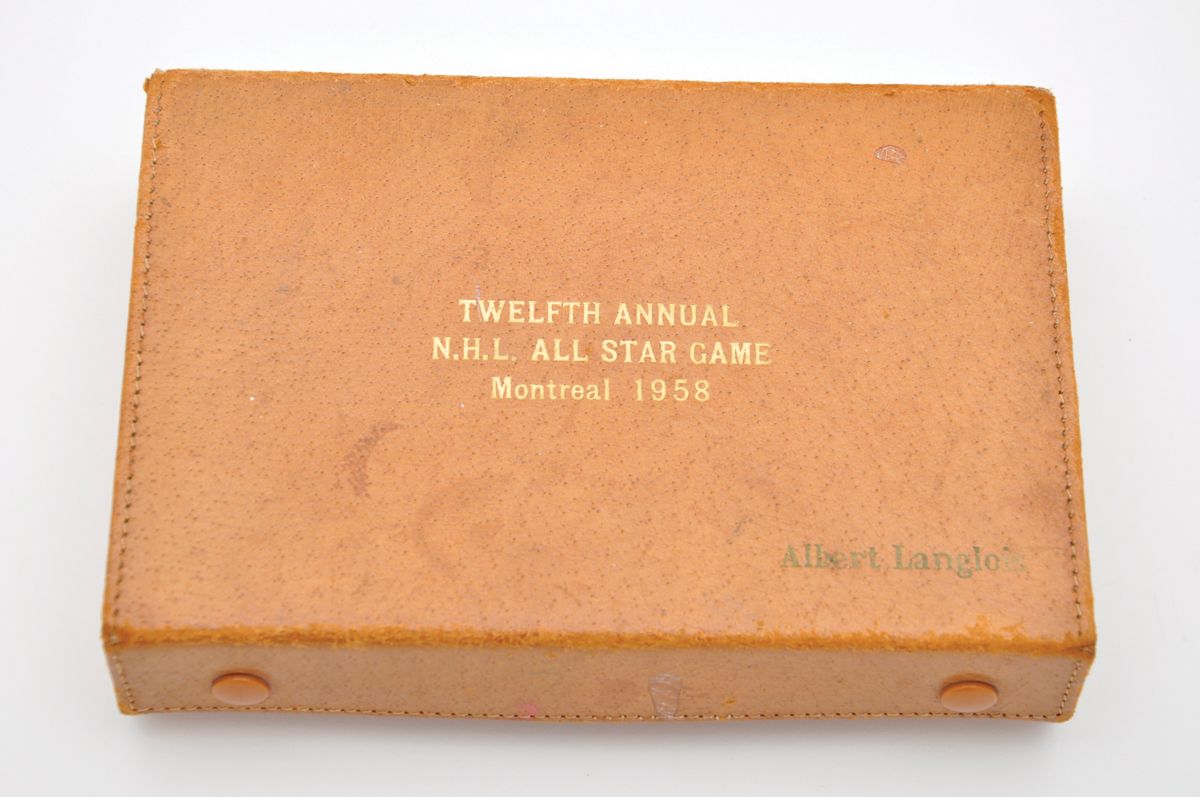 TWELFTH ANNUAL
N.H.L. ALL STAR GAME
Montreal 1958
Albert Langlois